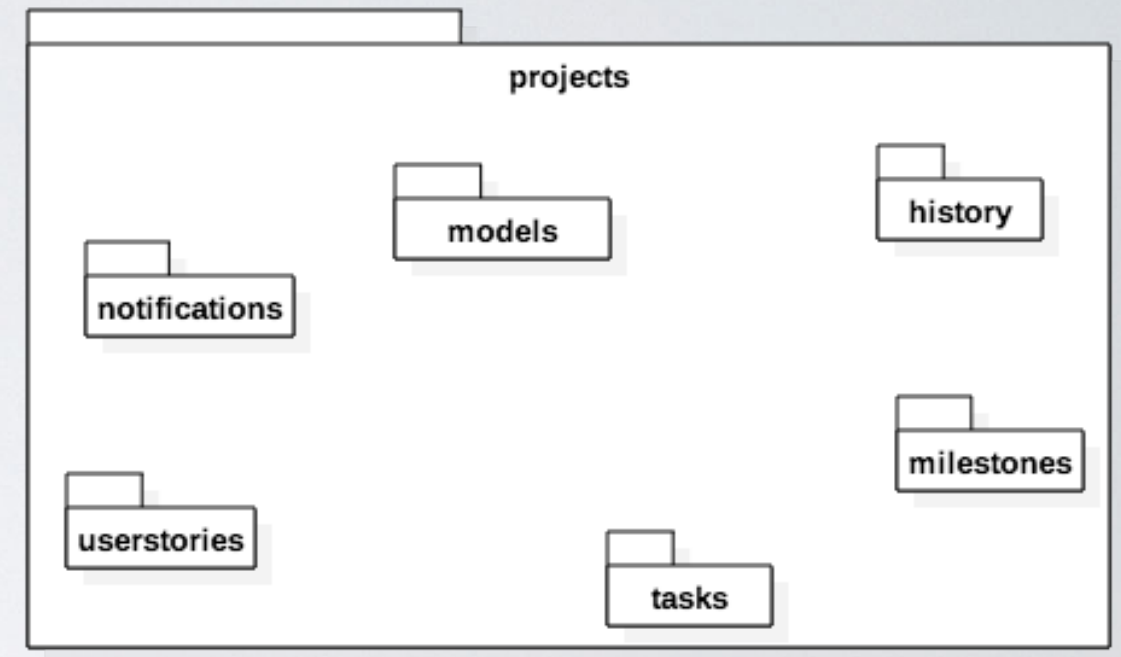 projects
models
history
notifications
milestones
userstories
tasks